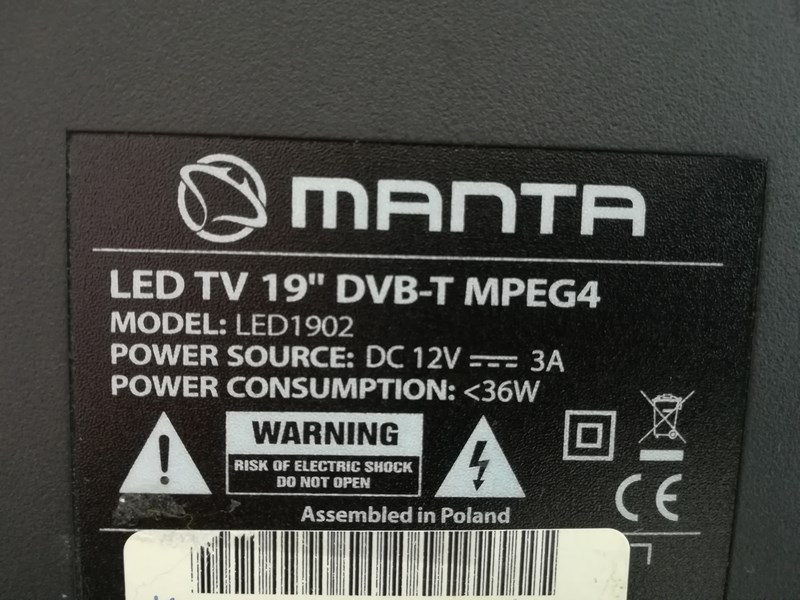 MANTA
LED TV 19" DVB-T MPEG4
MODEL: LED1902
POWER SOURCE: DC 12V ⎓ 3A
POWER CONSUMPTION: <36W
WARNING
RISK OF ELECTRIC SHOCK
DO NOT OPEN
CE
Assembled in Poland